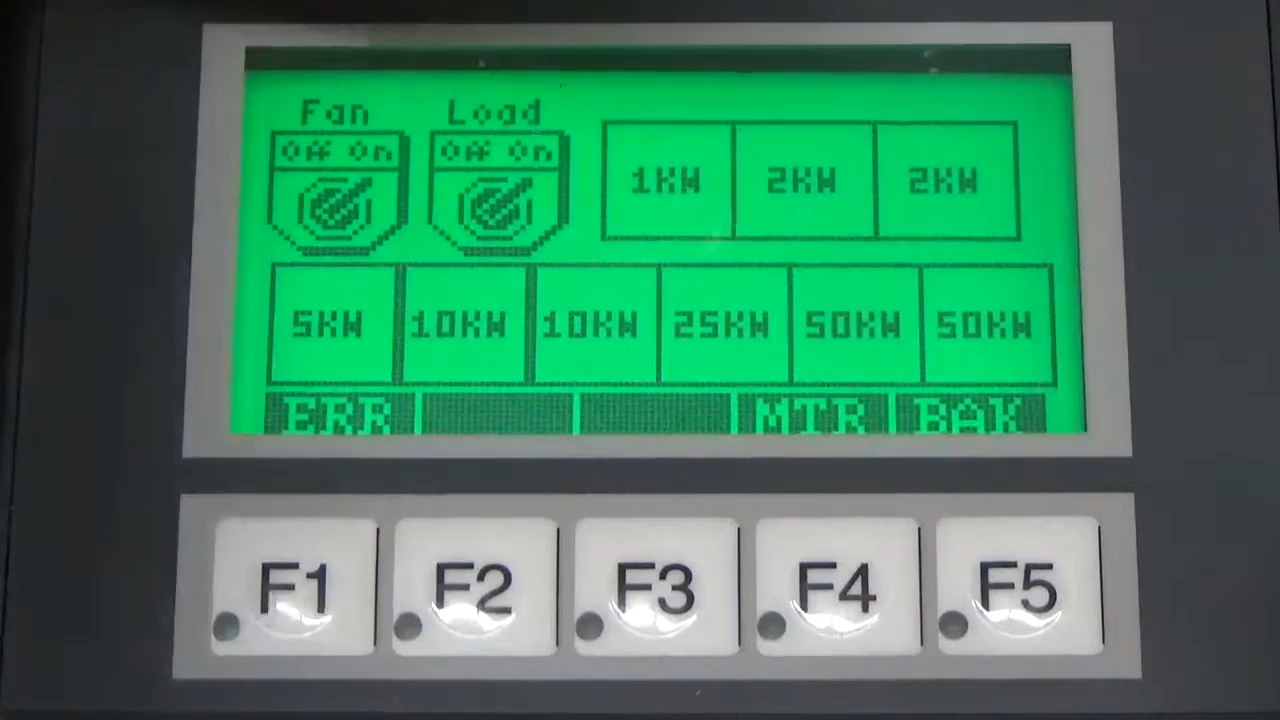 Fan Load
Off On Off On
1KW 2KW 2KW
5KW 10KW 10KW 25KW 50KW 50KW
ERR MTR BAK
F1 F2 F3 F4 F5